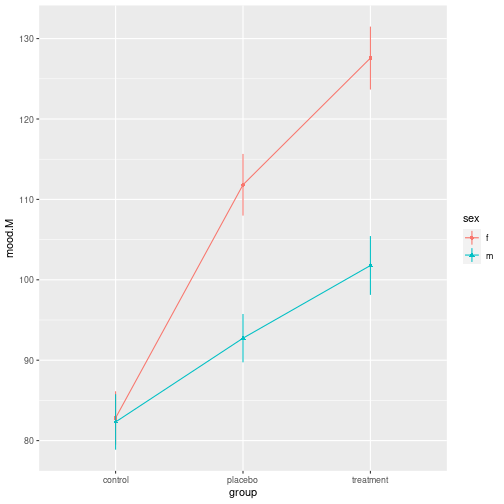 130
120
110
100
90
80
mood.M
control placebo treatment
group
sex
f
m